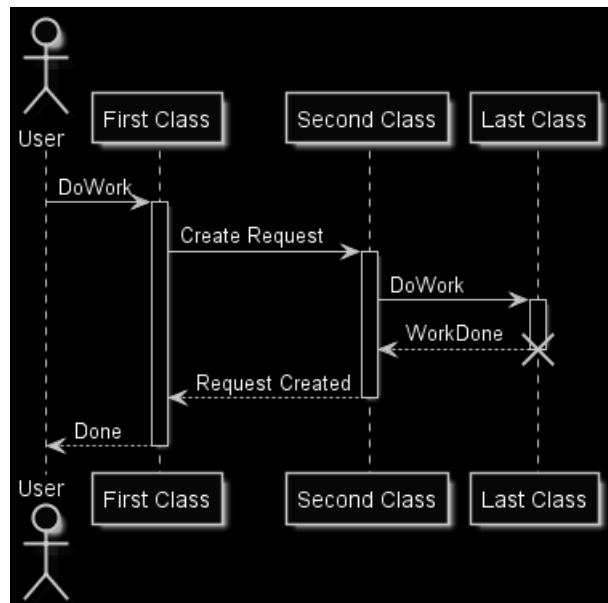 User
First Class
Second Class
Last Class
DoWork
Create Request
DoWork
WorkDone
Request Created
Done
User
First Class
Second Class
Last Class